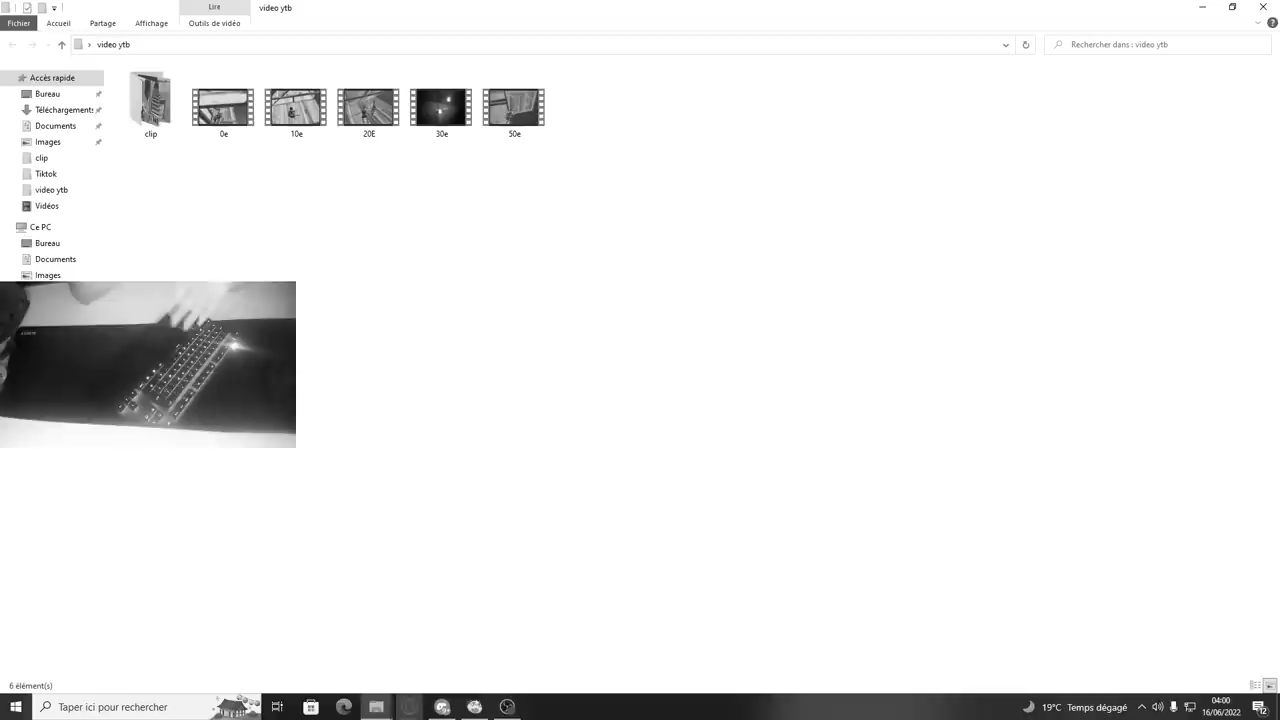 Lire
video ytb
Fichier
Accueil
Partage
Affichage
Outils de vidéo
video ytb
Rechercher dans : video ytb
Accès rapide
Bureau
Téléchargements
Documents
Images
clip
Tiktok
video ytb
Vidéos
Ce PC
Bureau
Documents
Images
clip
0e
10e
20E
30e
50e
6 élément(s)
Taper ici pour rechercher
19°C Temps dégagé
04:00
16/06/2022
12